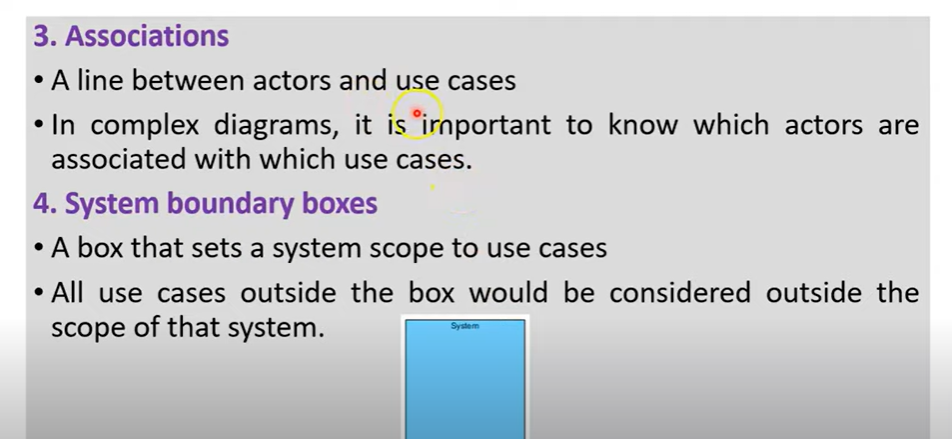 3. Associations
• A line between actors and use cases
• In complex diagrams, it is important to know which actors are
associated with which use cases.
4. System boundary boxes
• A box that sets a system scope to use cases
• All use cases outside the box would be considered outside the
scope of that system.
System